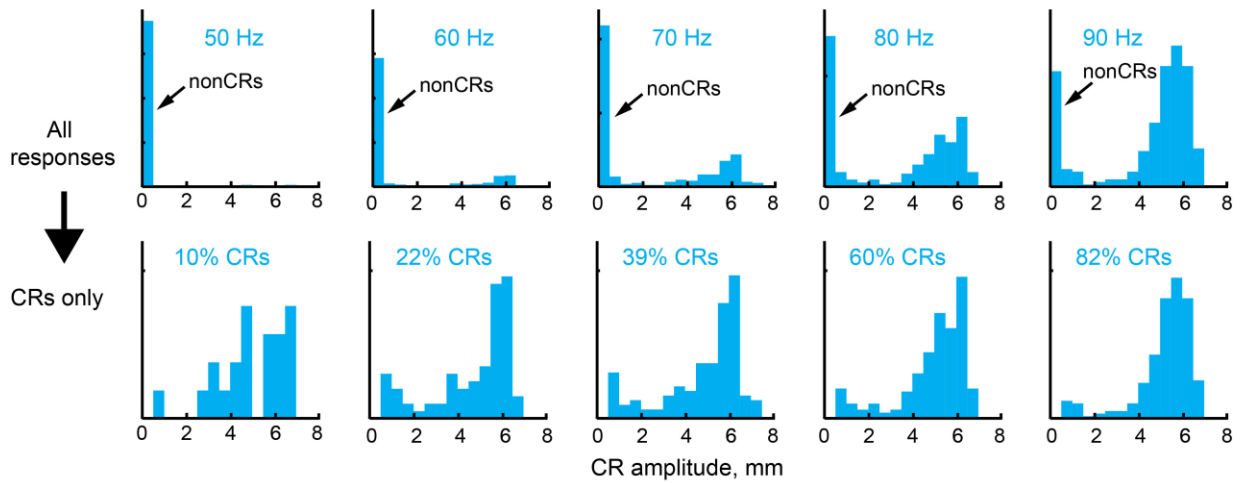 50 Hz
60 Hz
70 Hz
80 Hz
90 Hz
nonCRs
nonCRs
nonCRs
nonCRs
nonCRs
All
responses
0 2 4 6 8
0 2 4 6 8
0 2 4 6 8
0 2 4 6 8
0 2 4 6 8
10% CRs
22% CRs
39% CRs
60% CRs
82% CRs
CRs only
0 2 4 6 8
0 2 4 6 8
0 2 4 6 8
0 2 4 6 8
0 2 4 6 8
CR amplitude, mm